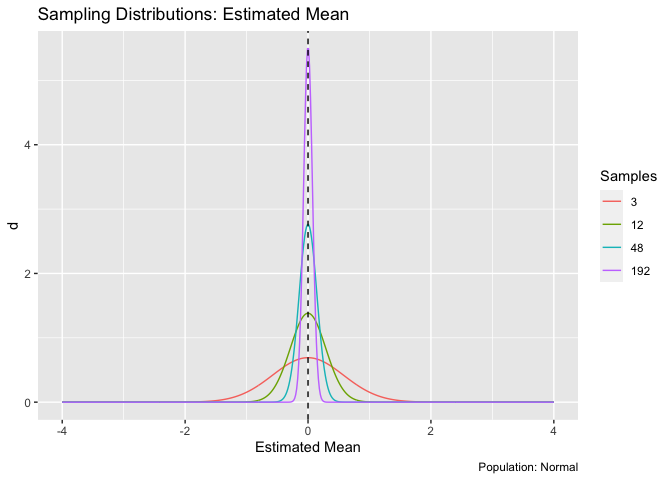 Sampling Distributions: Estimated Mean
d
4
2
0
-4
-2
0
2
4
Estimated Mean
Samples
3
12
48
192
Population: Normal